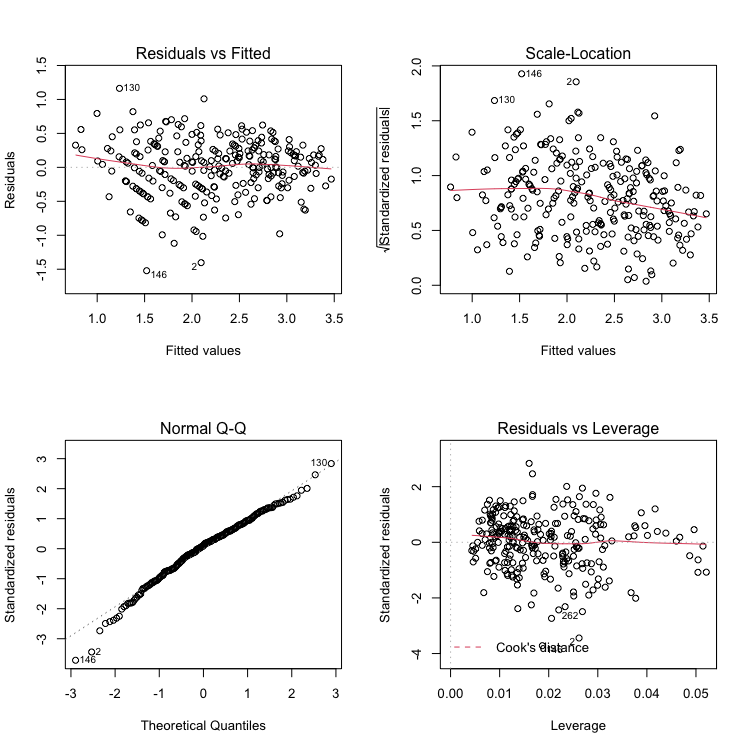 Residuals vs Fitted
Residuals
1.5
1.0
0.5
0.0
-0.5
-1.0
-1.5
130
2
146
1.0 1.5 2.0 2.5 3.0 3.5
Fitted values
Scale-Location
√|Standardized residuals|
2.0
1.5
1.0
0.5
0.0
146
2
130
1.0 1.5 2.0 2.5 3.0 3.5
Fitted values
Normal Q-Q
Standardized residuals
3
2
1
0
-1
-2
-3
130
2
146
-3 -2 -1 0 1 2 3
Theoretical Quantiles
Residuals vs Leverage
Standardized residuals
2
0
-2
-4
262
2
Cook's distance
0.00 0.01 0.02 0.03 0.04 0.05
Leverage